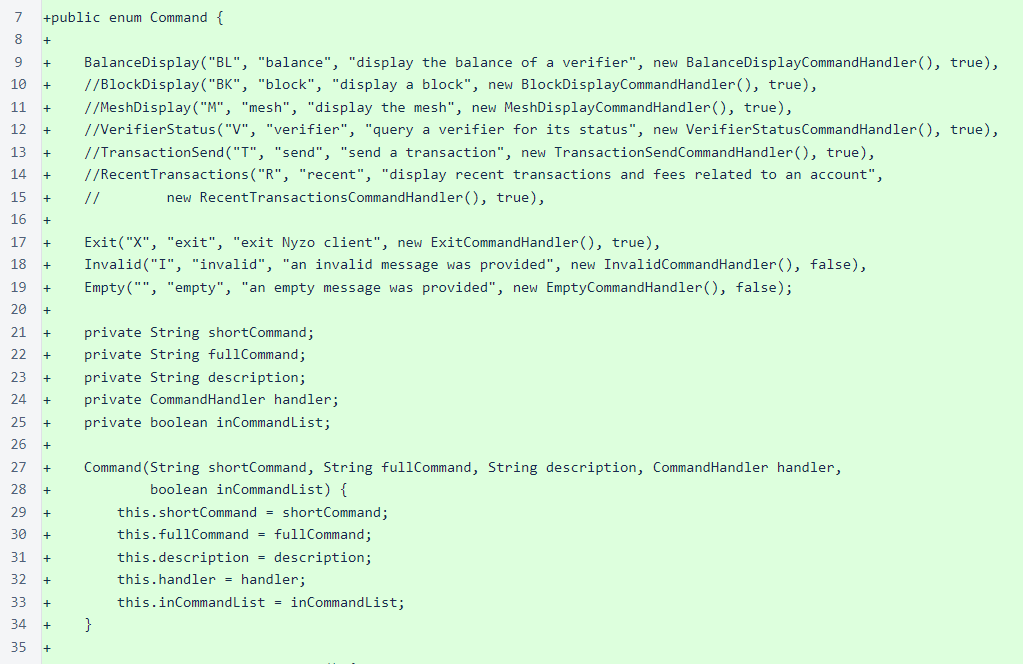 7 +public enum Command {
8 +
9 +    BalanceDisplay("BL", "balance", "display the balance of a verifier", new BalanceDisplayCommandHandler(), true),
10 +    //BlockDisplay("BK", "block", "display a block", new BlockDisplayCommandHandler(), true),
11 +    //MeshDisplay("M", "mesh", "display the mesh", new MeshDisplayCommandHandler(), true),
12 +    //VerifierStatus("V", "verifier", "query a verifier for its status", new VerifierStatusCommandHandler(), true),
13 +    //TransactionSend("T", "send", "send a transaction", new TransactionSendCommandHandler(), true),
14 +    //RecentTransactions("R", "recent", "display recent transactions and fees related to an account",
15 +    //        new RecentTransactionsCommandHandler(), true),
16 +
17 +    Exit("X", "exit", "exit Nyzo client", new ExitCommandHandler(), true),
18 +    Invalid("I", "invalid", "an invalid message was provided", new InvalidCommandHandler(), false),
19 +    Empty("", "empty", "an empty message was provided", new EmptyCommandHandler(), false);
20 +
21 +    private String shortCommand;
22 +    private String fullCommand;
23 +    private String description;
24 +    private CommandHandler handler;
25 +    private boolean inCommandList;
26 +
27 +    Command(String shortCommand, String fullCommand, String description, CommandHandler handler,
28 +            boolean inCommandList) {
29 +        this.shortCommand = shortCommand;
30 +        this.fullCommand = fullCommand;
31 +        this.description = description;
32 +        this.handler = handler;
33 +        this.inCommandList = inCommandList;
34 +    }
35 +